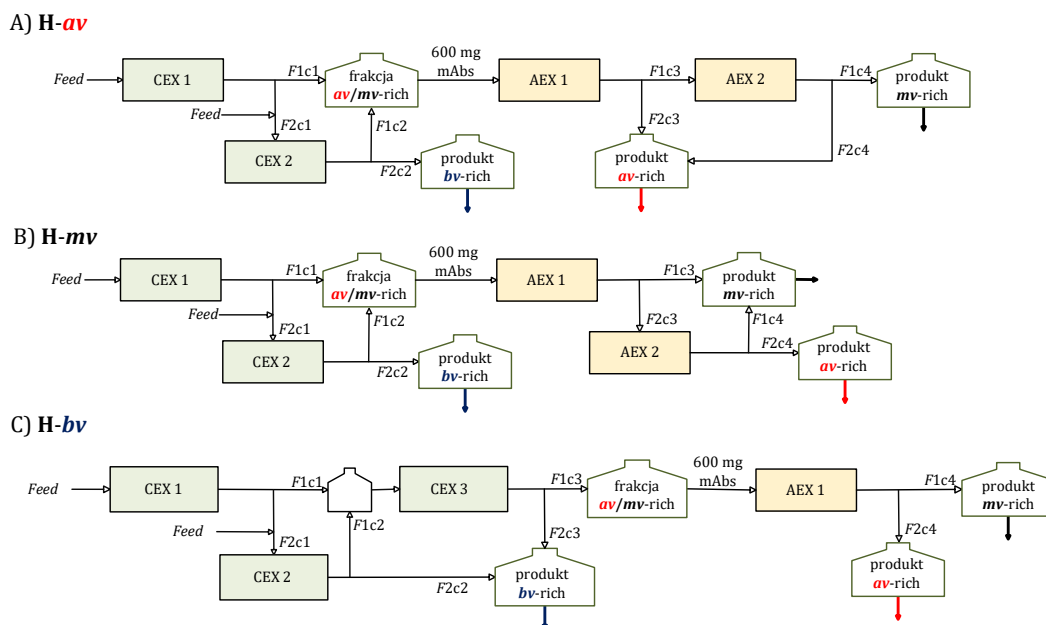 A) H-av
Feed
CEX 1
F1c1
frakcja
av/mv-rich
600 mg
mAbs
AEX 1
F1c3
AEX 2
F1c4
produkt
mv-rich
Feed
F2c1
F1c2
CEX 2
F2c2
produkt
bv-rich
F2c3
produkt
av-rich
F2c4
B) H-mv
Feed
CEX 1
F1c1
frakcja
av/mv-rich
600 mg
mAbs
AEX 1
F1c3
produkt
mv-rich
Feed
F2c1
F1c2
CEX 2
F2c2
produkt
bv-rich
F2c3
F1c4
AEX 2
F2c4
produkt
av-rich
C) H-bv
Feed
CEX 1
F1c1
CEX 3
F1c3
frakcja
av/mv-rich
600 mg
mAbs
AEX 1
F1c4
produkt
mv-rich
Feed
F2c1
F1c2
CEX 2
F2c2
F2c3
produkt
bv-rich
F2c4
produkt
av-rich